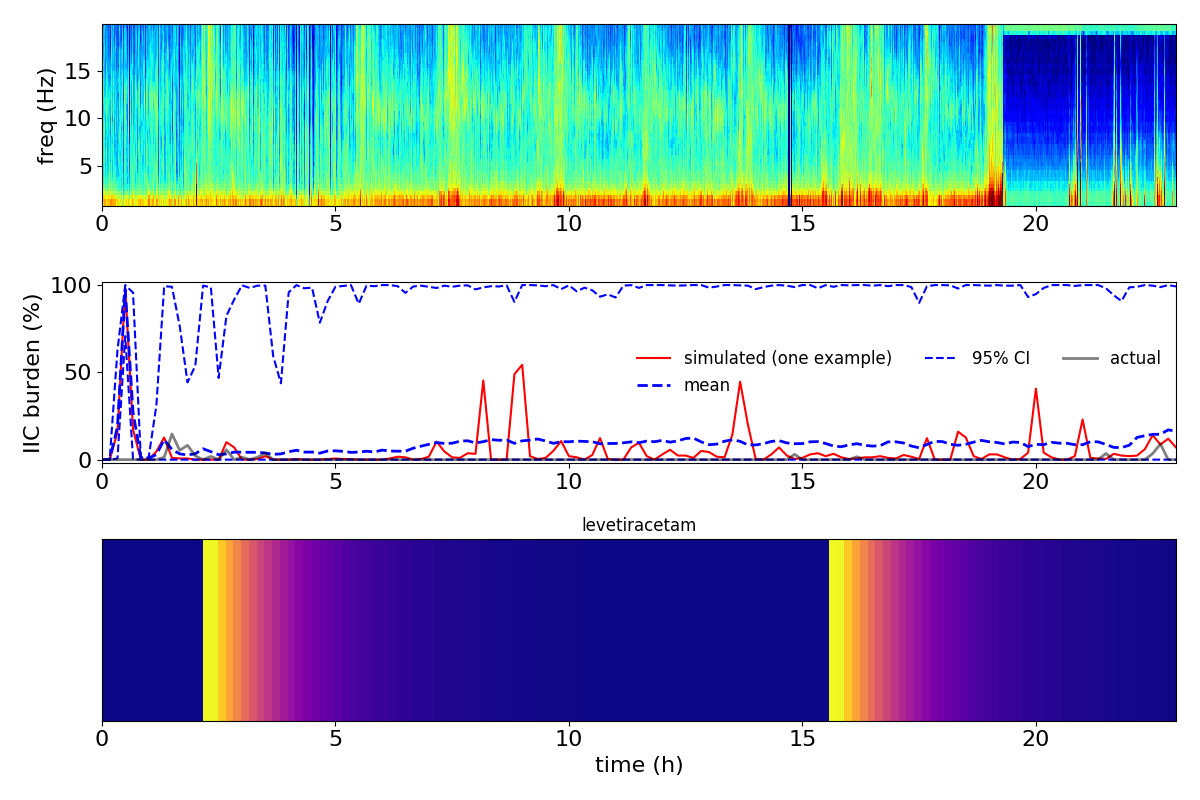 freq (Hz)
15
10
5
0 5 10 15 20
IIC burden (%)
100
50
0
simulated (one example)
mean
95% CI
actual
0 5 10 15 20
levetiracetam
0 5 10 15 20
time (h)